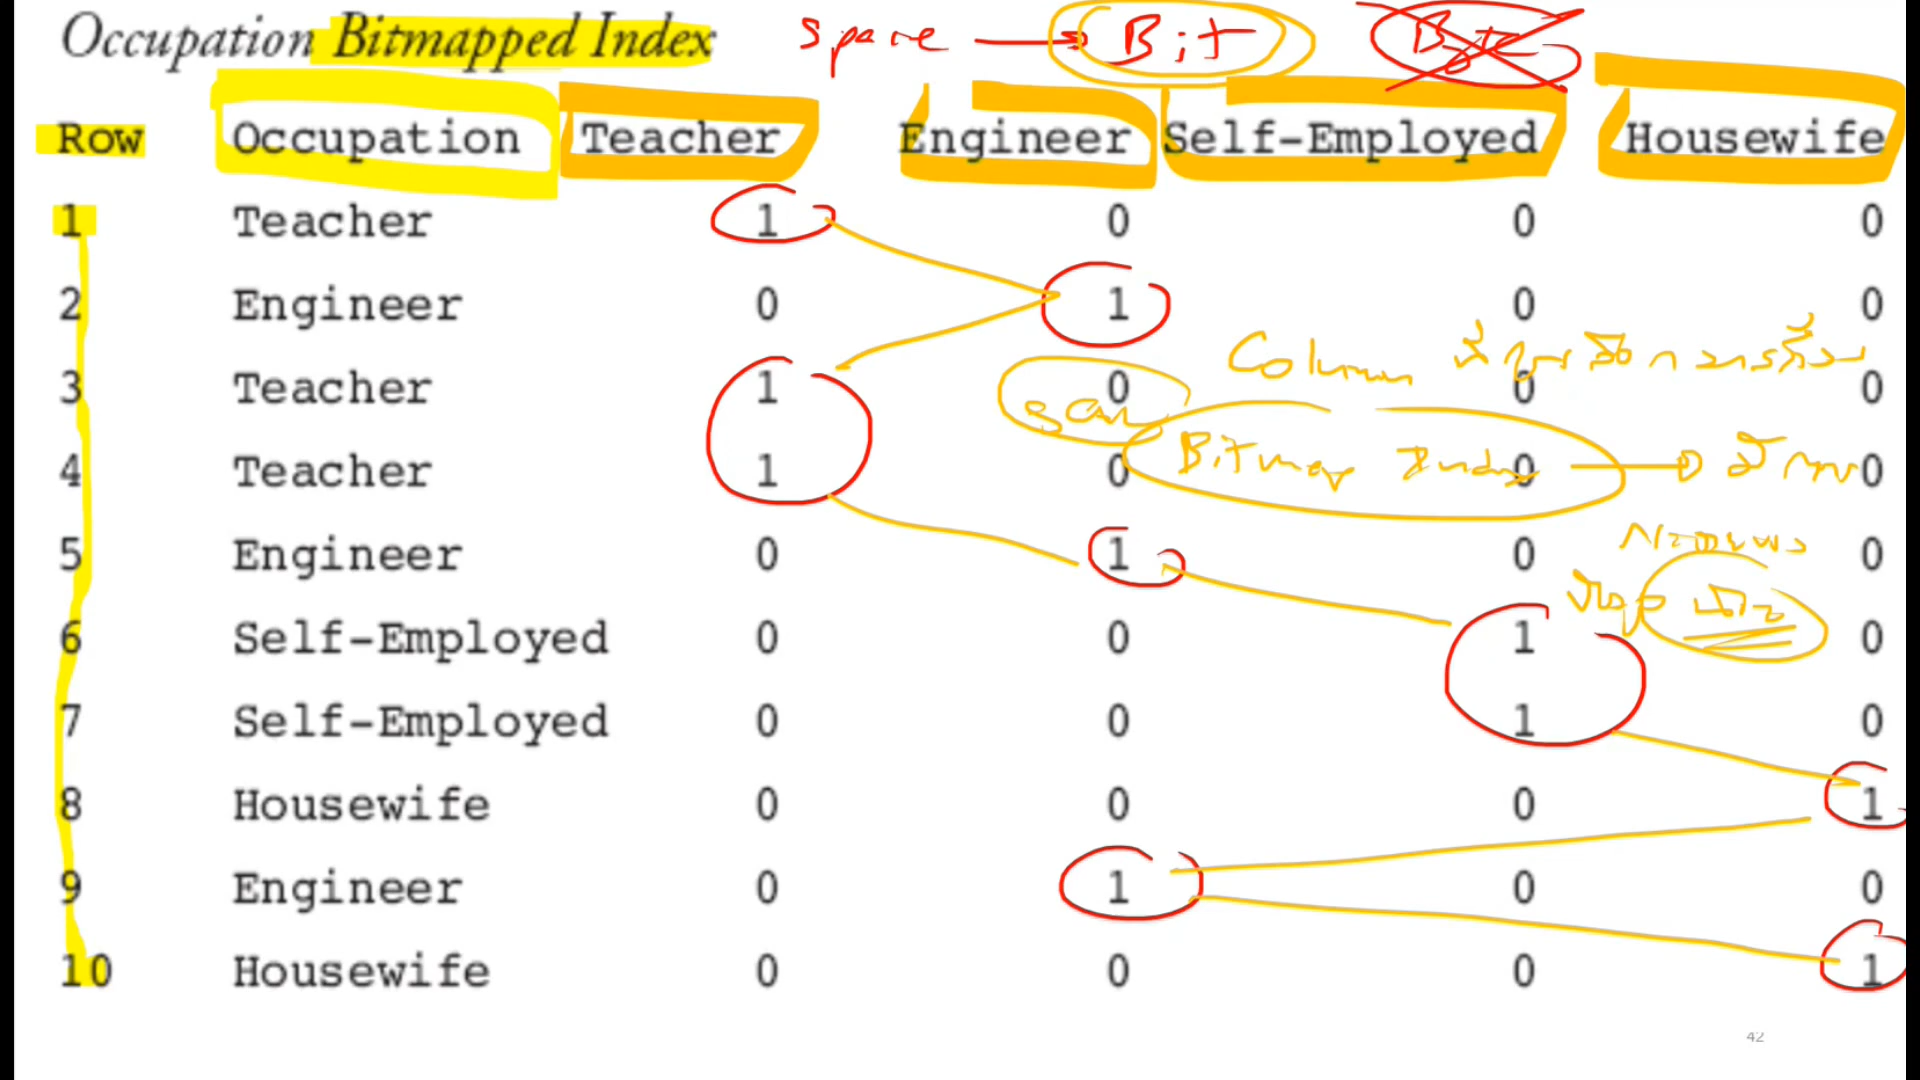 Occupation Bitmapped Index space Bit Byte
Row Occupation Teacher Engineer Self-Employed Housewife
1 Teacher 1 0 0 0
2 Engineer 0 1 0 0
Column
3 Teacher 1 0 0 0
4 Teacher 1 0 0 0
Bitmap Index
5 Engineer 0 1 0 0
6 Self-Employed 0 0 1 0
7 Self-Employed 0 0 1 0
8 Housewife 0 0 0 1
9 Engineer 0 1 0 0
10 Housewife 0 0 0 1
42